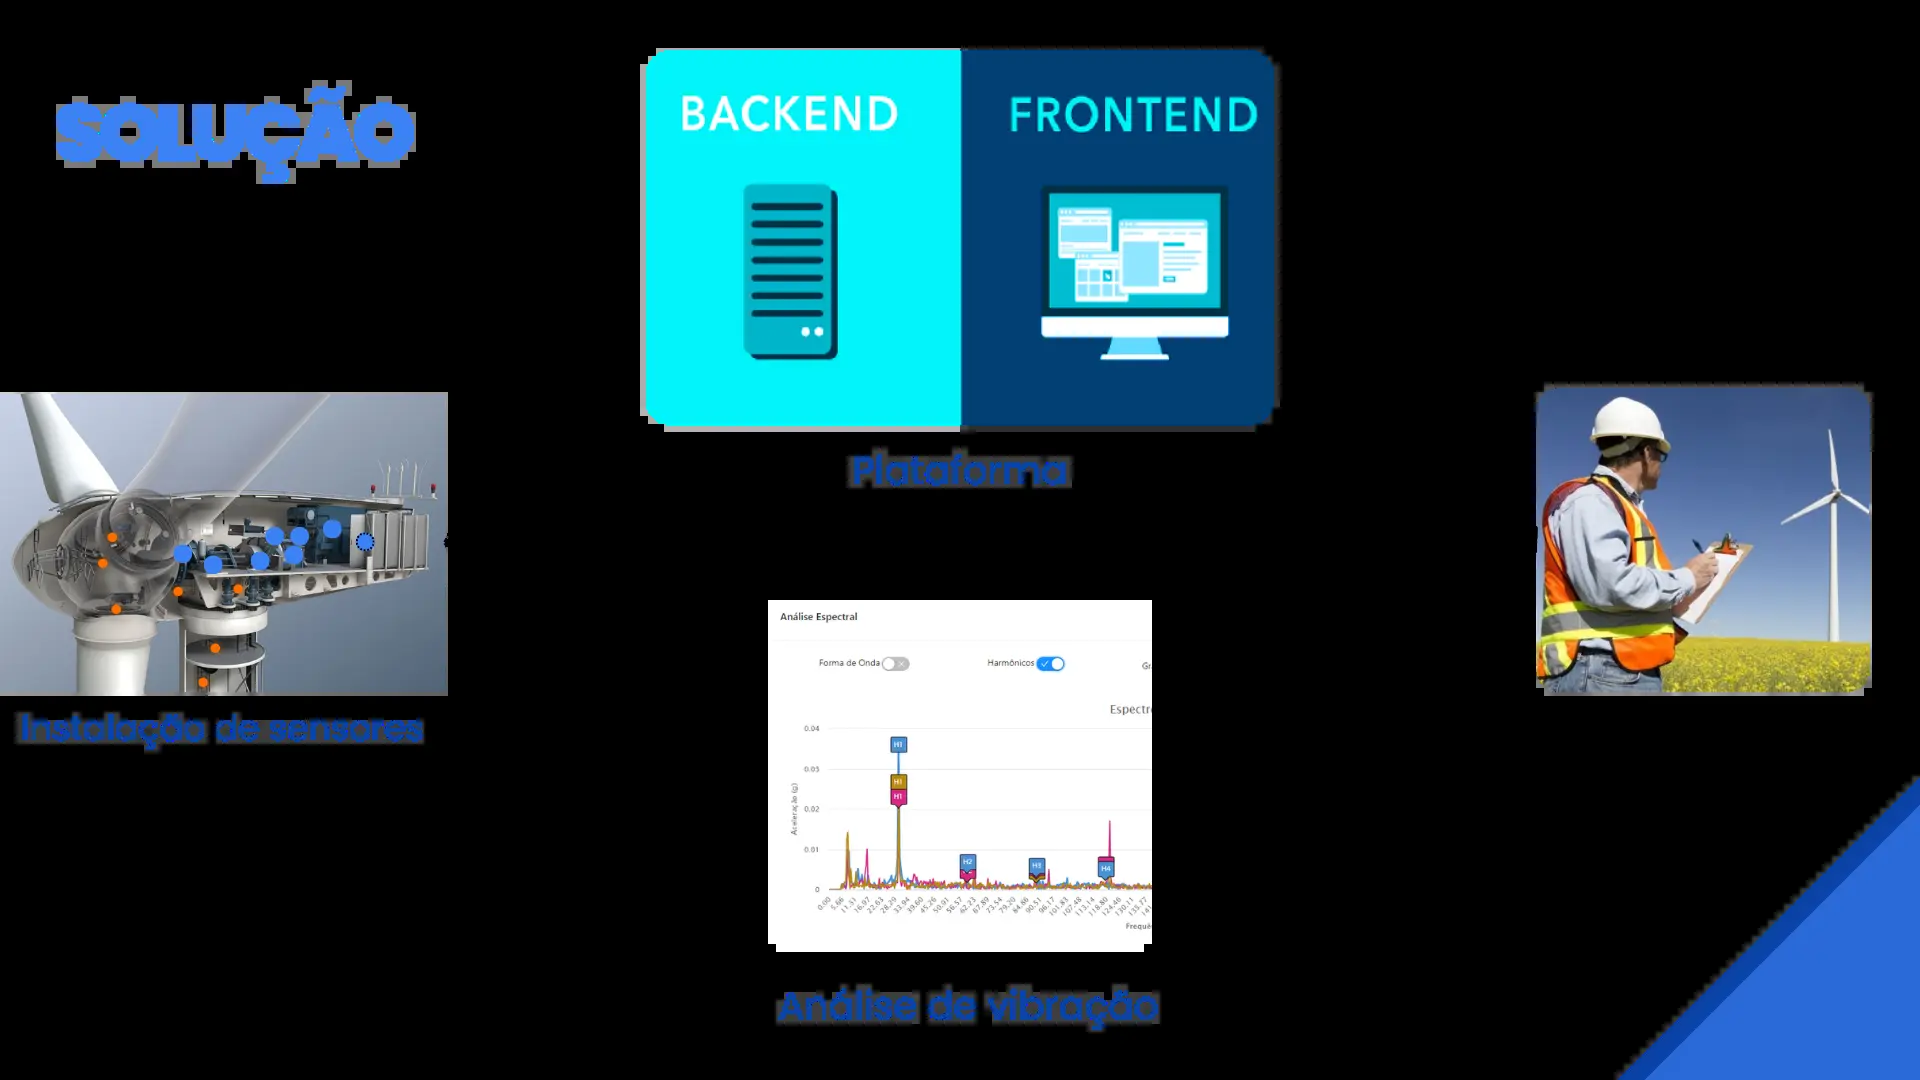 SOLUÇÃO
BACKEND
FRONTEND
Plataforma
Instalação de sensores
Análise Espectral
Forma de Onda
Harmônicos
Gr
Espectro
0.04
0.03
0.02
0.01
0
Aceleração (g)
H1
H1
H1
H2
H3
H4
0.00 5.66 11.31 16.97 22.63 28.29 33.94 39.60 45.26 50.91 56.57 62.23 67.89 73.54 79.20 84.86 90.51 96.17 101.83 107.48 113.14 118.80 124.46 130.11 135.77 141
Frequê
Análise de vibração